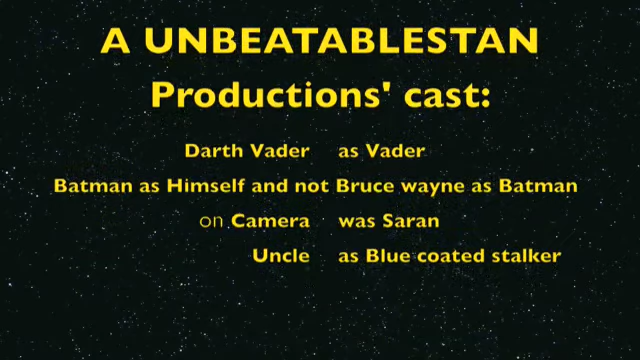 A UNBEATABLESTAN
Productions' cast:
Darth Vader as Vader
Batman as Himself and not Bruce wayne as Batman
on Camera was Saran
Uncle as Blue coated stalker